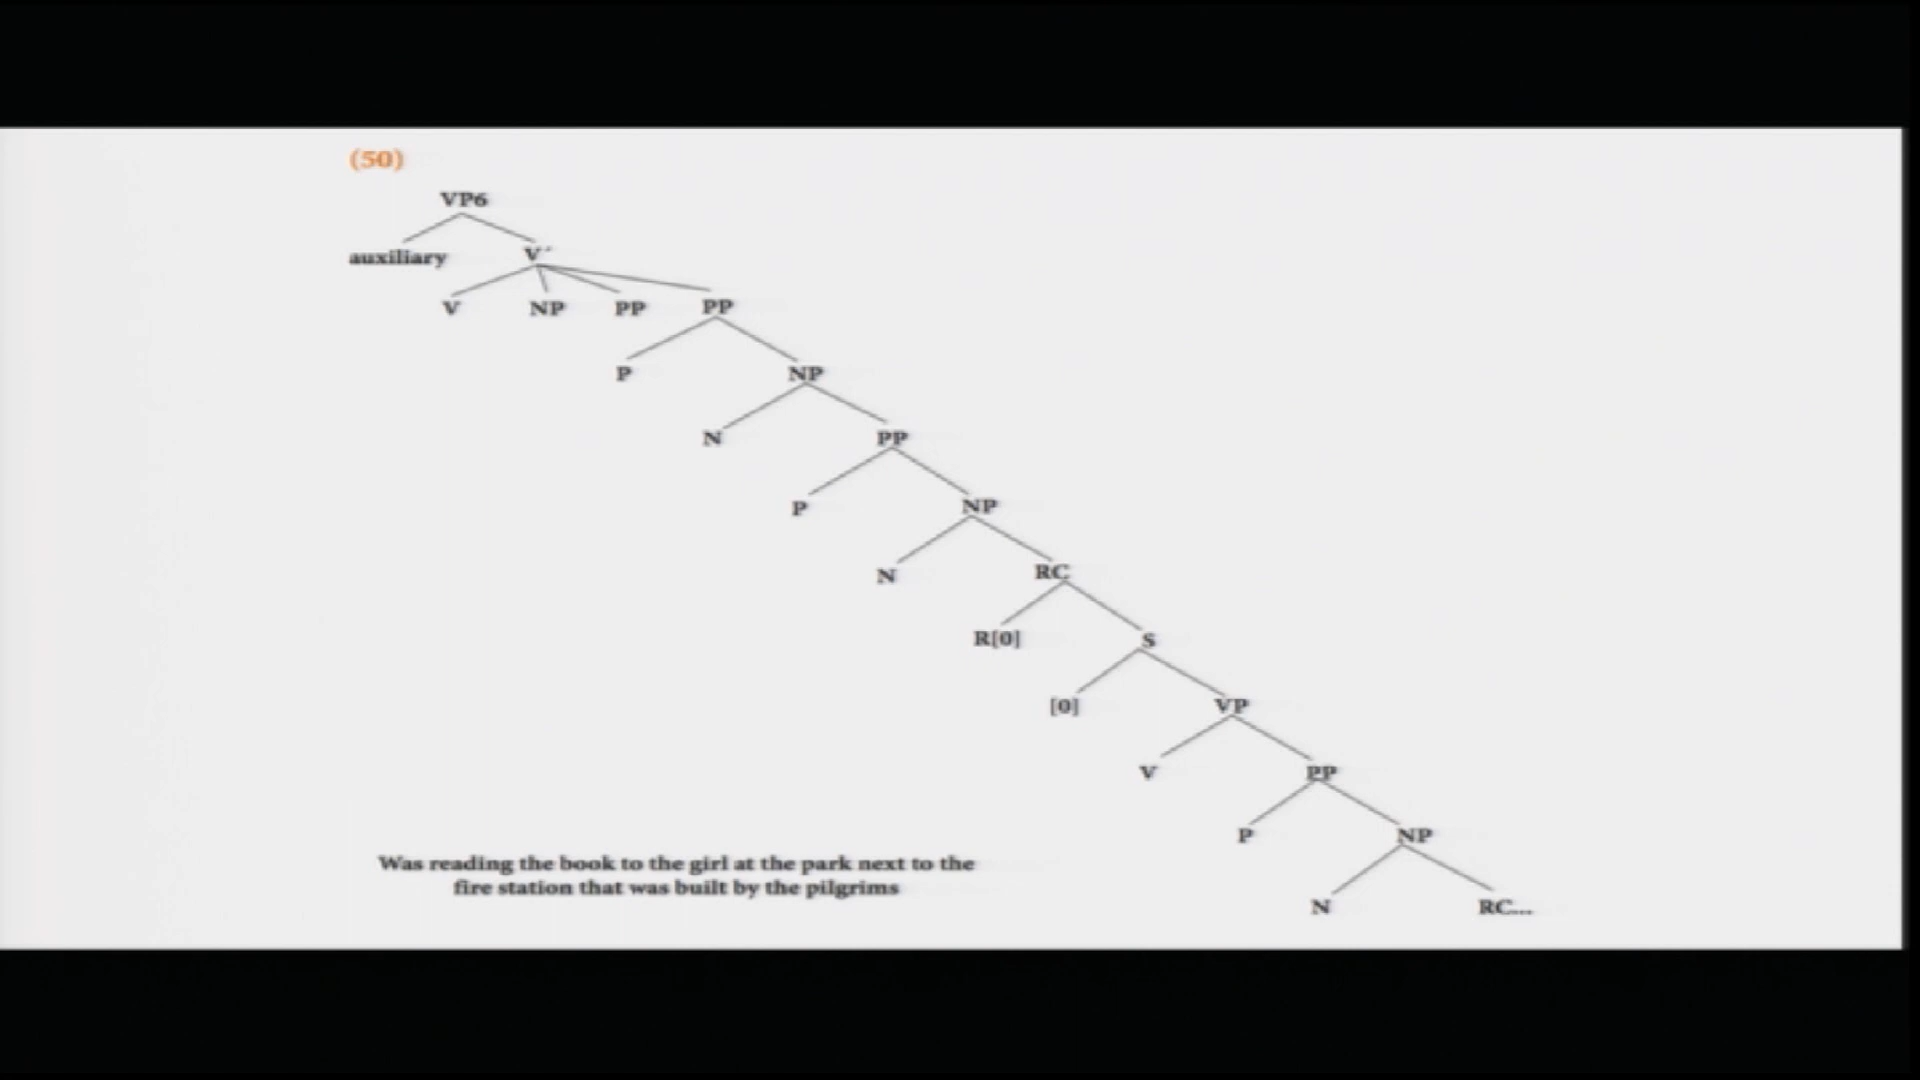 (50)
VP6
auxiliary V´
V NP PP PP
P NP
N PP
P NP
N RC
R[0] S
[0] VP
V PP
P NP
N RC...
Was reading the book to the girl at the park next to the
fire station that was built by the pilgrims